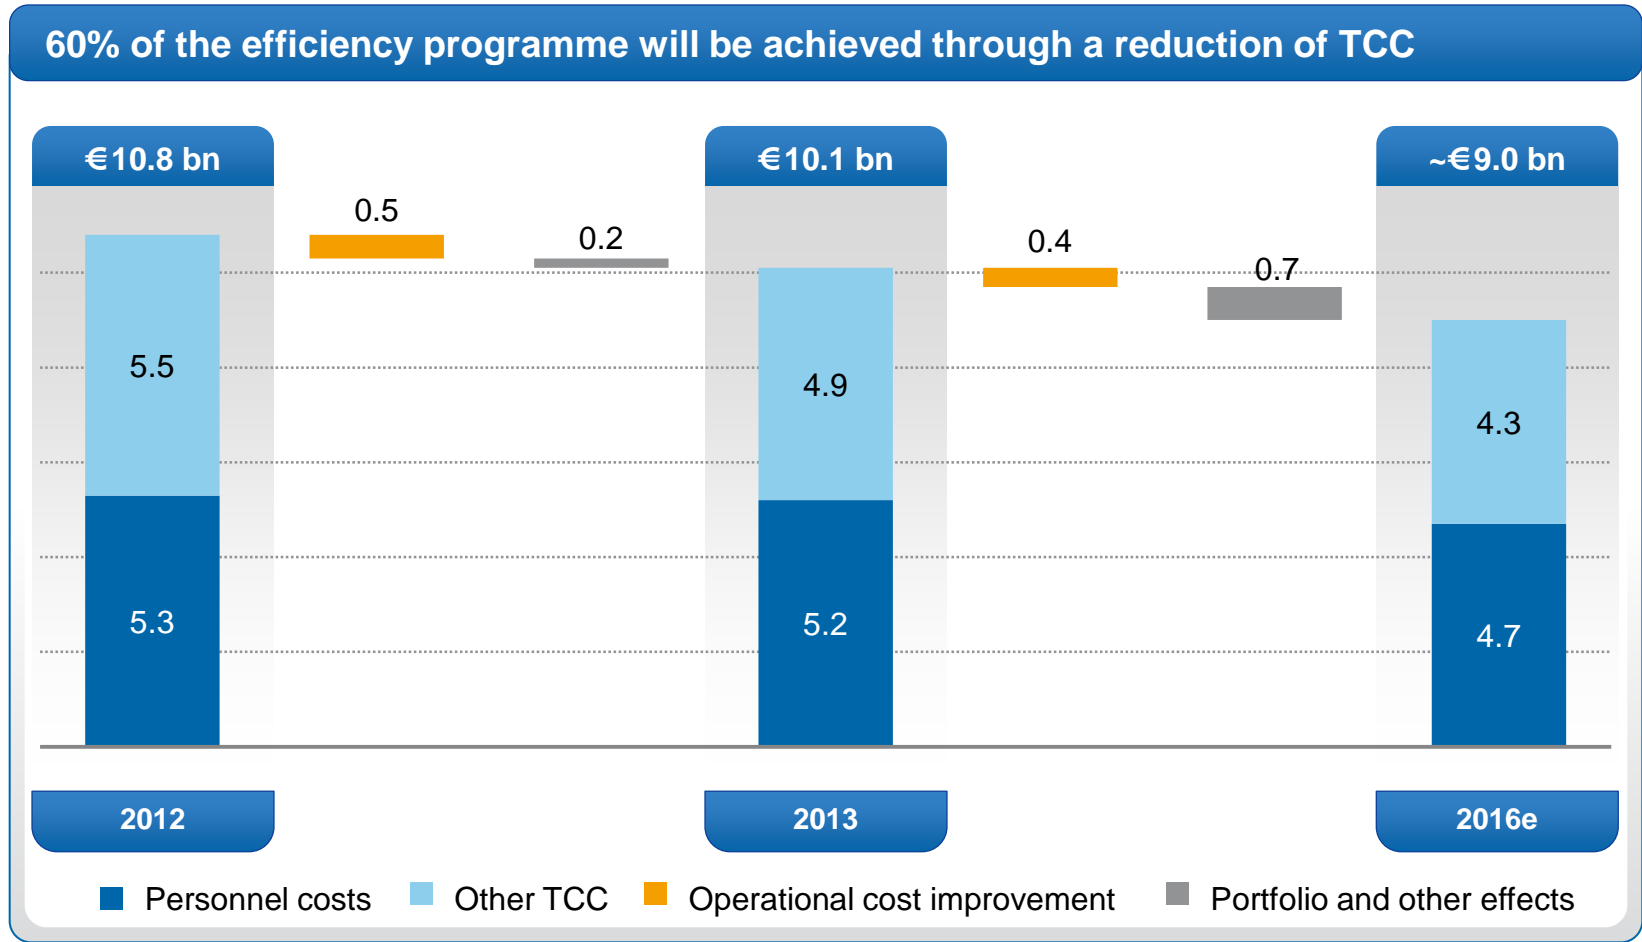 60% of the efficiency programme will be achieved through a reduction of TCC
€10.8 bn
€10.1 bn
~€9.0 bn
0.5
0.2
0.4
0.7
5.5
4.9
4.3
5.3
5.2
4.7
2012
2013
2016e
Personnel costs
Other TCC
Operational cost improvement
Portfolio and other effects